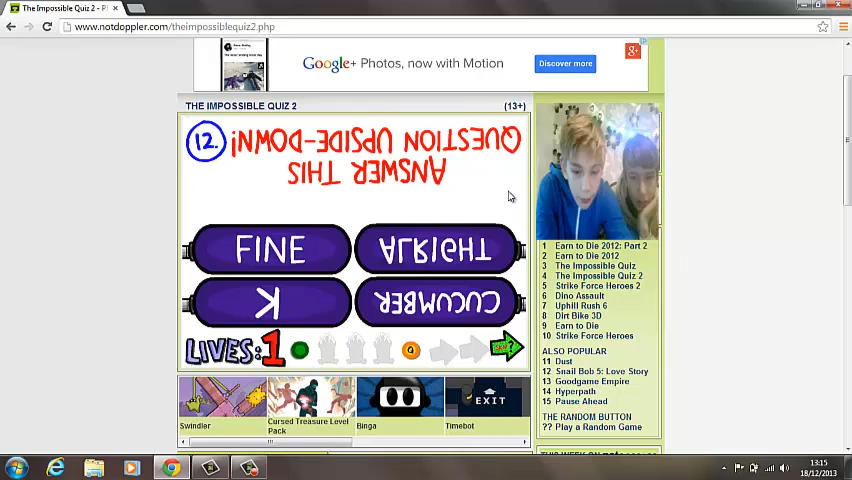 The Impossible Quiz 2 - P
www.notdoppler.com/theimpossiblequiz2.php
Google+ Photos, now with Motion
Discover more
THE IMPOSSIBLE QUIZ 2
(13+)
12.
ANSWER THIS
QUESTION UPSIDE-DOWN!
FINE
ALRIGHT
K
CUCUMBER
LIVES:1
Swindler
Cursed Treasure Level
Pack
Binga
EXIT
Timebot
1 Earn to Die 2012: Part 2
2 Earn to Die 2012
3 The Impossible Quiz
4 The Impossible Quiz 2
5 Strike Force Heroes 2
6 Dino Assault
7 Uphill Rush 6
8 Dirt Bike 3D
9 Earn to Die
10 Strike Force Heroes
ALSO POPULAR
11 Dust
12 Snail Bob 5: Love Story
13 Goodgame Empire
14 Hyperpath
15 Pause Ahead
THE RANDOM BUTTON
?? Play a Random Game
13:15
18/12/2013